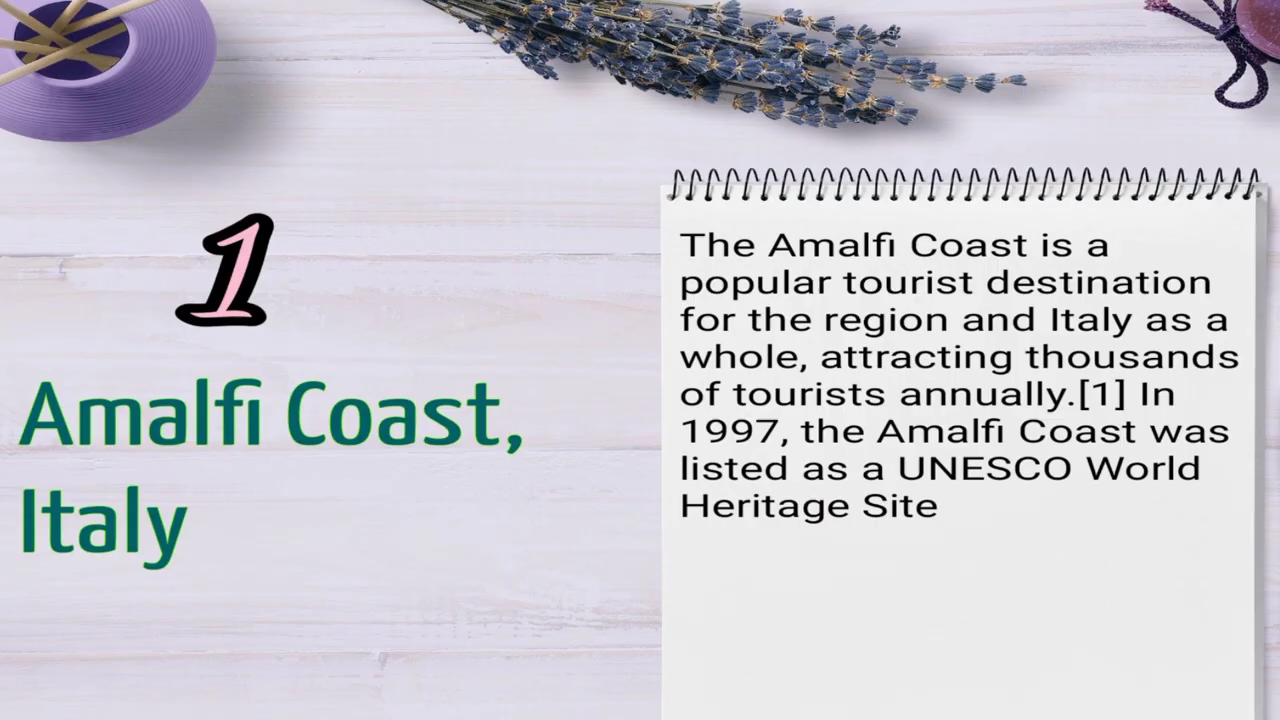 1
Amalfi Coast,
Italy
The Amalfi Coast is a
popular tourist destination
for the region and Italy as a
whole, attracting thousands
of tourists annually.[1] In
1997, the Amalfi Coast was
listed as a UNESCO World
Heritage Site